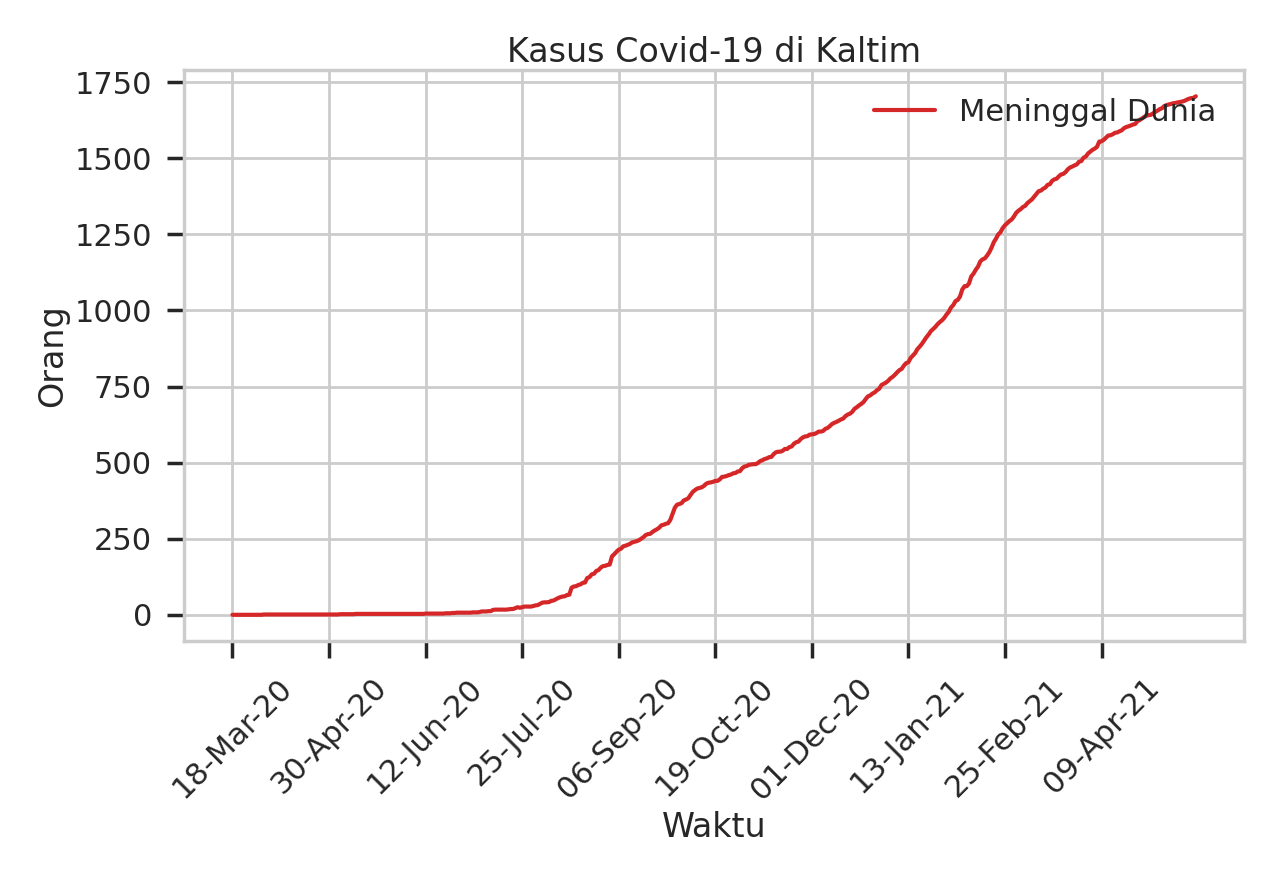 Kasus Covid-19 di Kaltim
Meninggal Dunia
Orang
1750
1500
1250
1000
750
500
250
0
18-Mar-20
30-Apr-20
12-Jun-20
25-Jul-20
06-Sep-20
19-Oct-20
01-Dec-20
13-Jan-21
25-Feb-21
09-Apr-21
Waktu